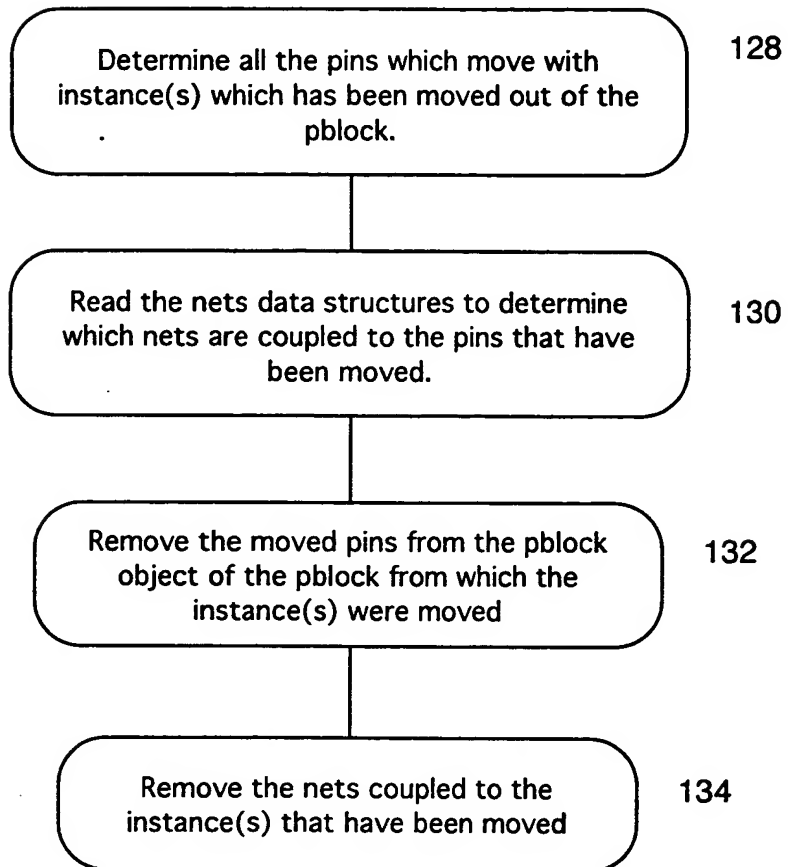 Determine all the pins which move with
instance(s) which has been moved out of the
pblock.
128
Read the nets data structures to determine
which nets are coupled to the pins that have
been moved.
130
Remove the moved pins from the pblock
object of the pblock from which the
instance(s) were moved
132
Remove the nets coupled to the
instance(s) that have been moved
134